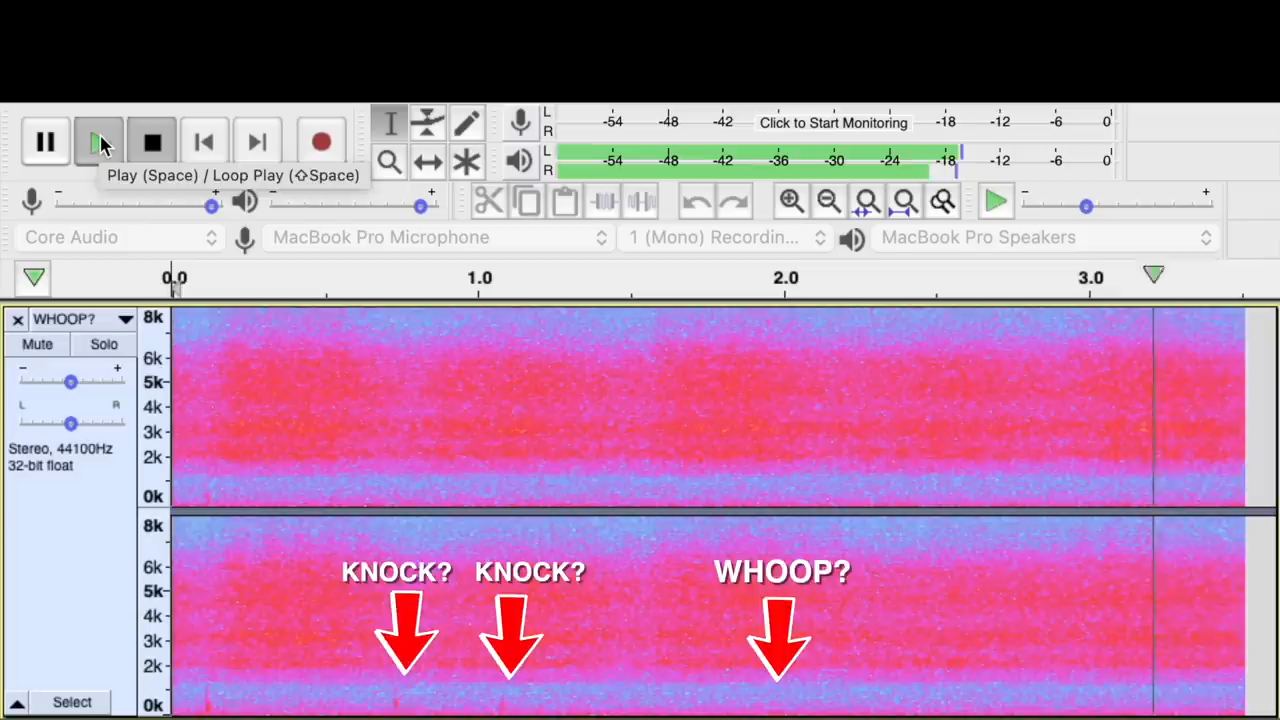 L
R
-54 -48 -42 Click to Start Monitoring -18 -12 -6 0
L
R
-54 -48 -42 -36 -30 -24 -18 -12 -6 0
Play (Space) / Loop Play (⇧Space)
- + - + - +
Core Audio MacBook Pro Microphone 1 (Mono) Recordin... MacBook Pro Speakers
0.0 1.0 2.0 3.0
WHOOP?
Mute Solo
- +
L R
Stereo, 44100Hz
32-bit float
Select
8k
6k
5k
4k
3k
2k
0k
8k
6k
5k
4k
3k
2k
0k
KNOCK? KNOCK? WHOOP?